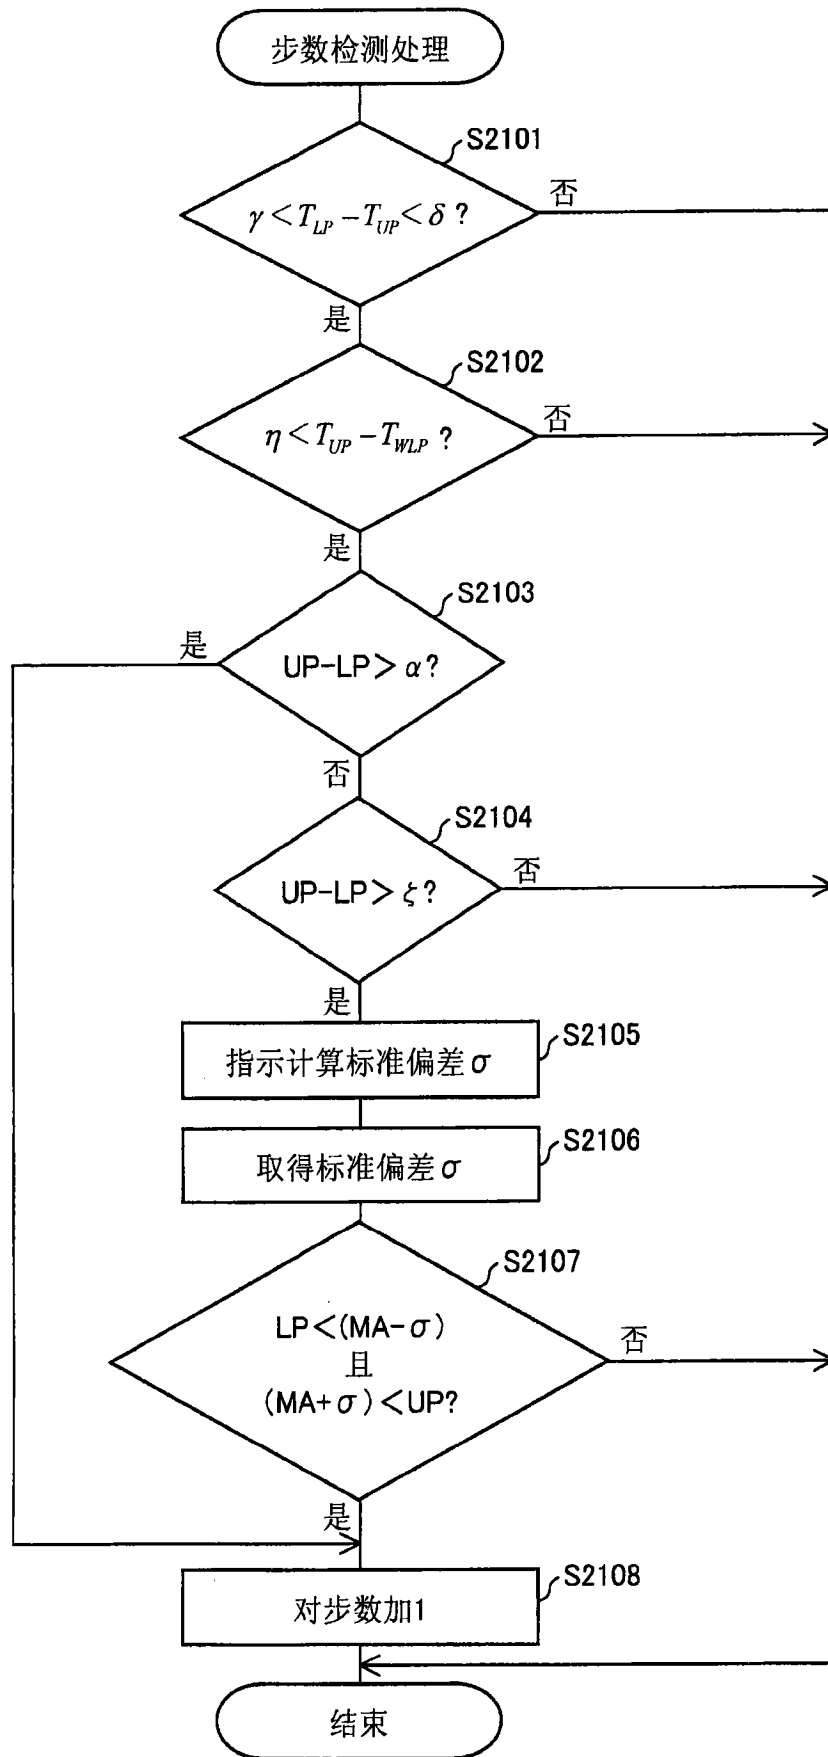 步数检测处理
S2101
γ＜T_LP－T_UP＜δ？
否
是
S2102
η＜T_UP－T_WLP？
否
是
S2103
是
UP-LP＞α？
否
S2104
UP-LP＞ζ？
否
是
S2105
指示计算标准偏差σ
S2106
取得标准偏差σ
S2107
LP＜(MA-σ)
且
(MA+σ)＜UP?
否
是
S2108
对步数加1
结束